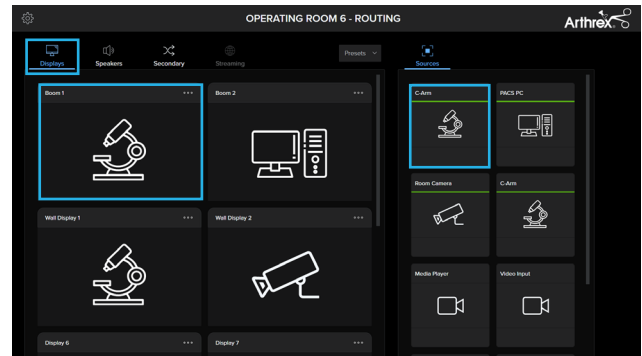 OPERATING ROOM 6 - ROUTING
Arthrex
Displays
Speakers
Secondary
Streaming
Presets
Sources
Boom 1
Boom 2
C-Arm
PACS PC
Room Camera
C-Arm
Wall Display 1
Wall Display 2
Media Player
Video Input
Display 6
Display 7